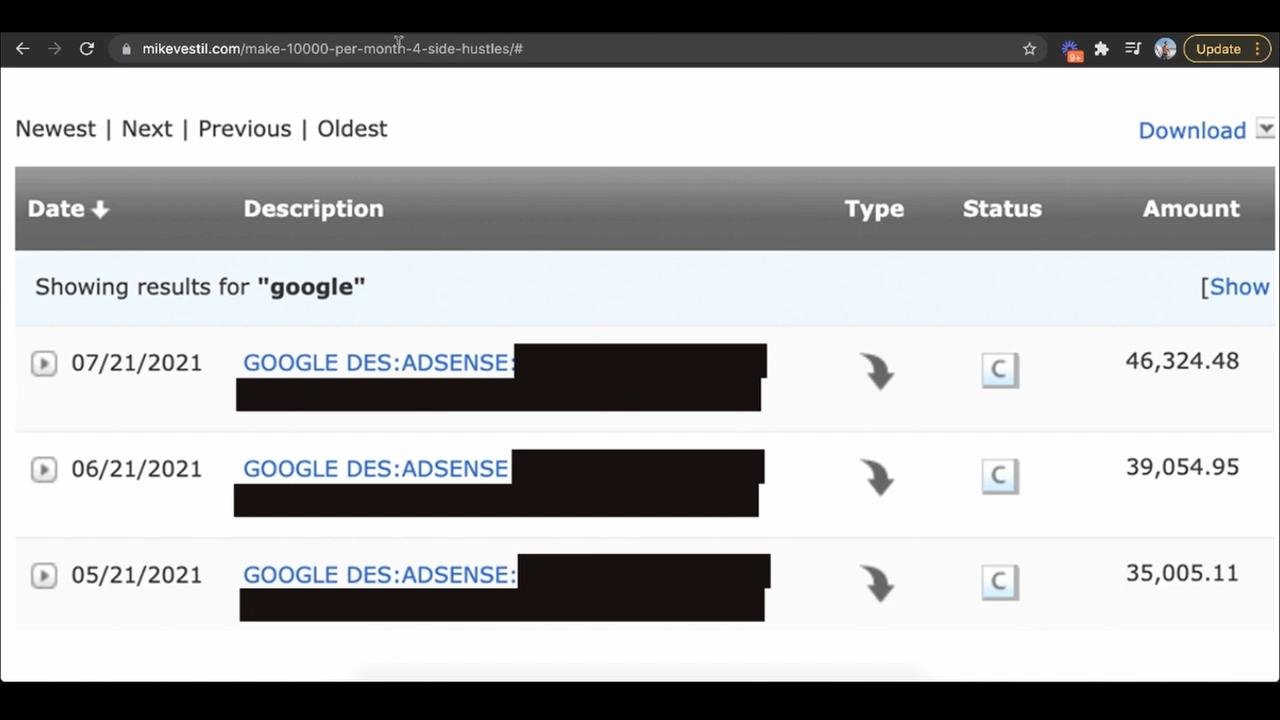 mikevestil.com/make-10000-per-month-4-side-hustles/#
9+
Update
Newest | Next | Previous | Oldest
Download
Date Description Type Status Amount
Showing results for "google"
[Show
07/21/2021 GOOGLE DES:ADSENSE: C 46,324.48
06/21/2021 GOOGLE DES:ADSENSE C 39,054.95
05/21/2021 GOOGLE DES:ADSENSE: C 35,005.11